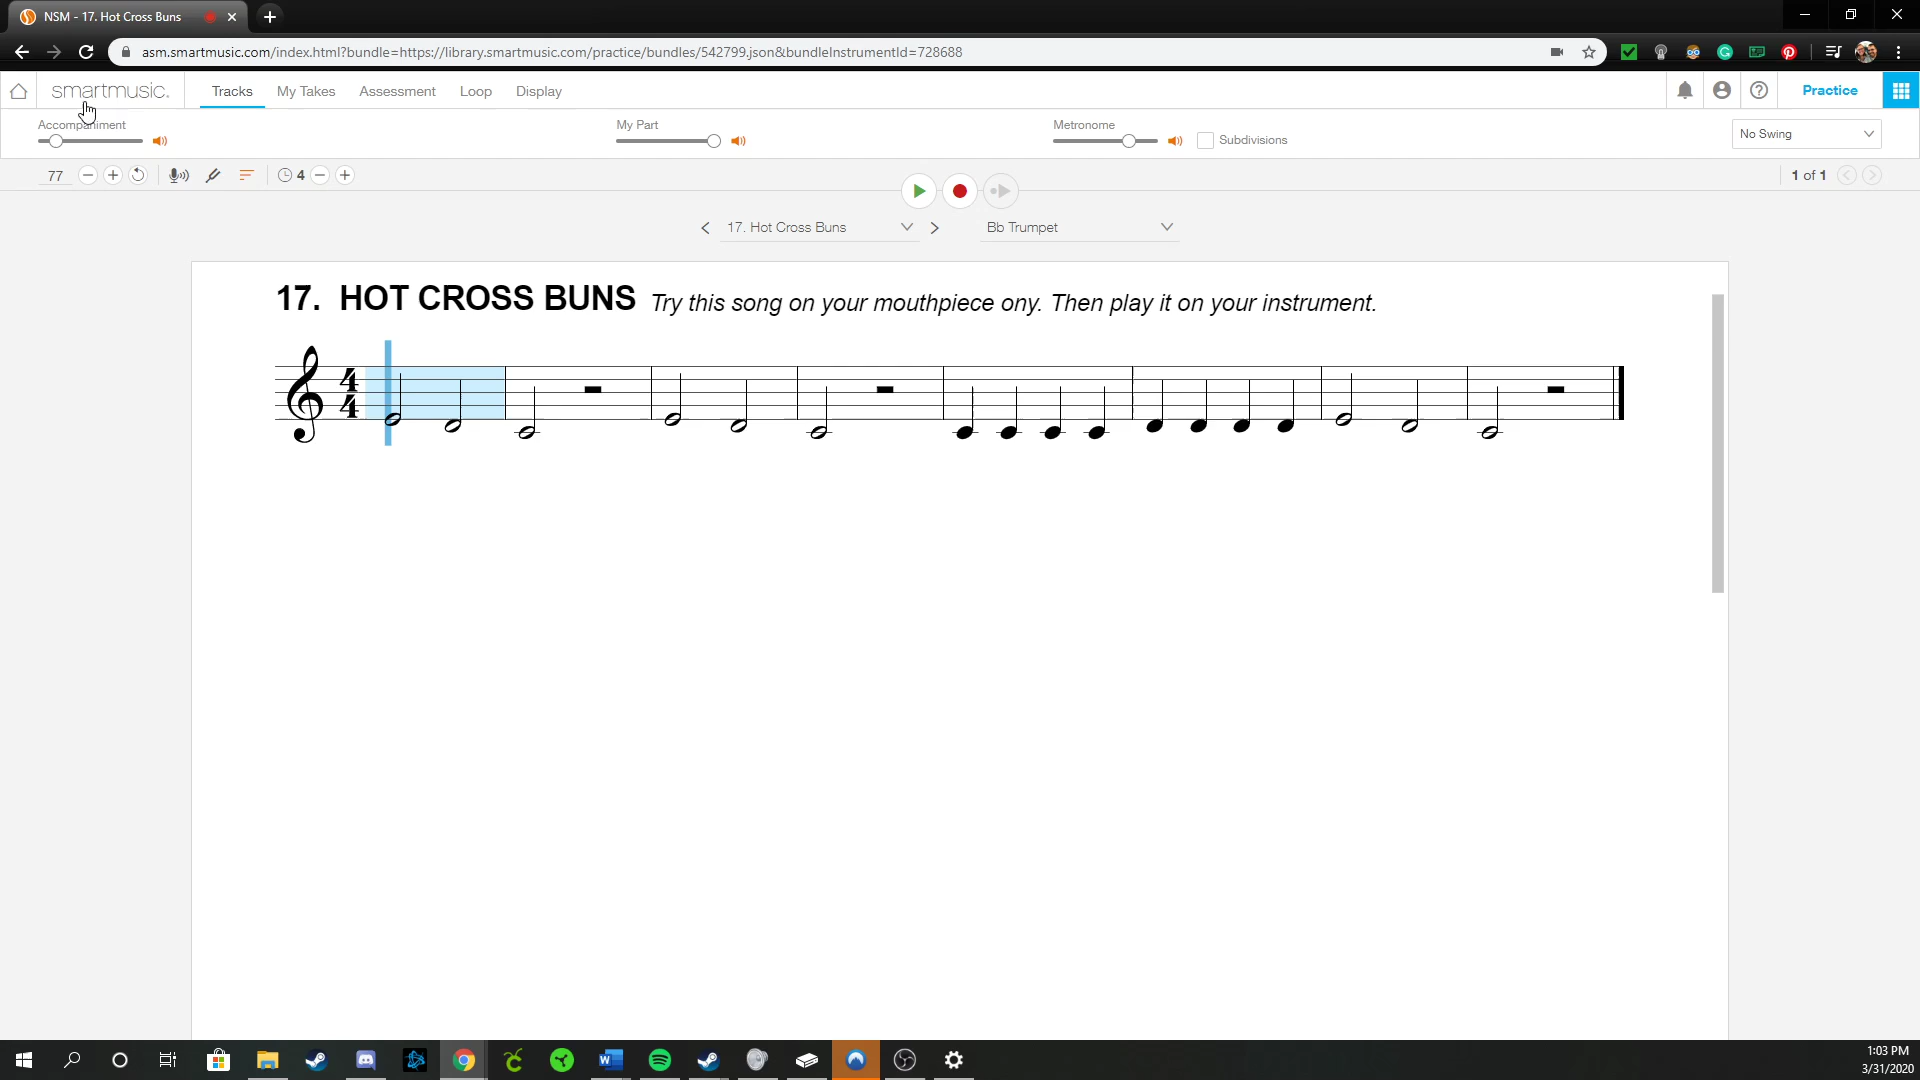 NSM - 17. Hot Cross Buns
asm.smartmusic.com/index.html?bundle=https://library.smartmusic.com/practice/bundles/542799.json&bundleInstrumentId=728688
smartmusic.
Tracks My Takes Assessment Loop Display
Practice
Accompaniment My Part Metronome
Subdivisions
No Swing
77 4
1 of 1
17. Hot Cross Buns Bb Trumpet
17. HOT CROSS BUNS Try this song on your mouthpiece ony. Then play it on your instrument.
4
4
1:03 PM
3/31/2020